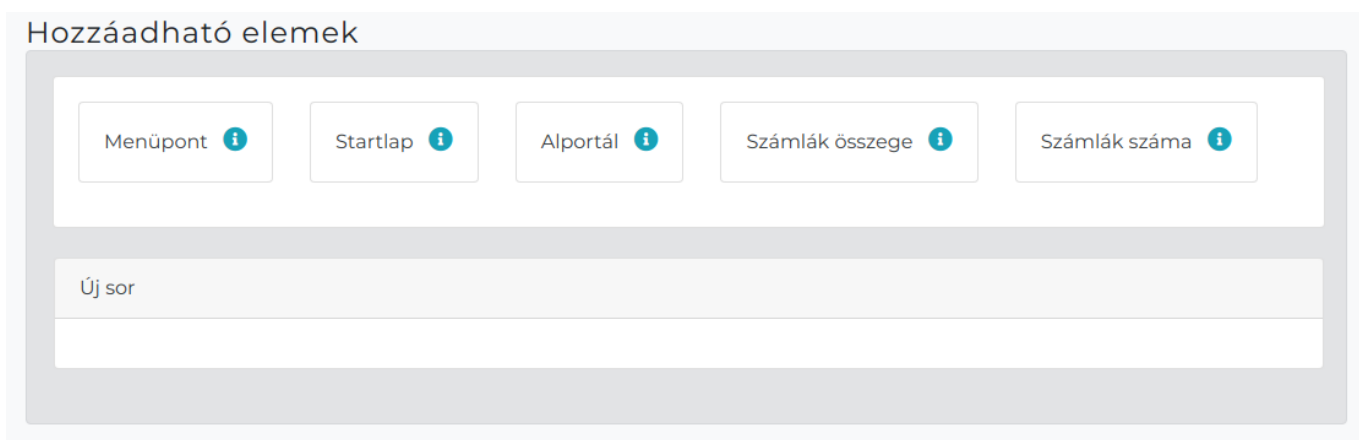 Hozzáadható elemek
Menüpont Startlap Alportál Számlák összege Számlák száma
Új sor